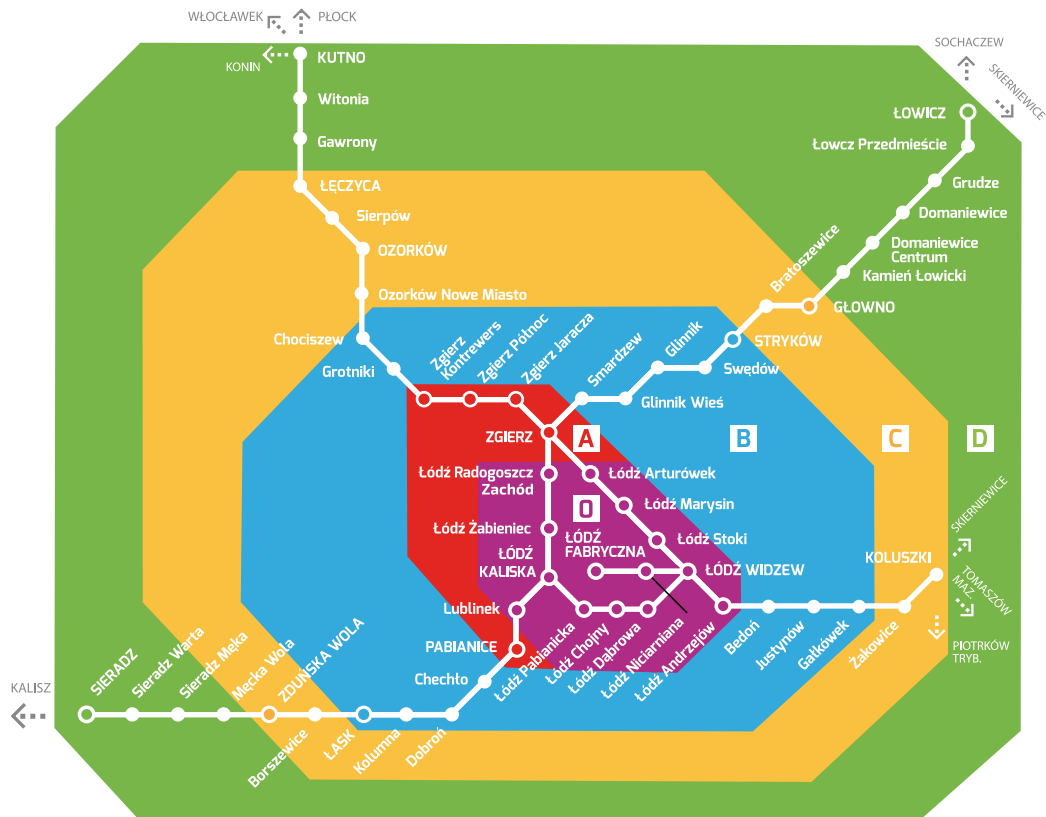 WŁOCŁAWEK
PŁOCK
KONIN
KUTNO
Witonia
Gawrony
ŁĘCZYCA
Sierpów
OZORKÓW
Ozorków Nowe Miasto
Chociszew
Grotniki
Zgierz
Kontrewers
Zgierz Północ
Zgierz Jaracza
ZGIERZ
SOCHACZEW
SKIERNIEWICE
ŁOWICZ
Łowcz Przedmieście
Grudze
Domaniewice
Domaniewice
Centrum
Kamień Łowicki
Bratoszewice
GŁOWNO
STRYKÓW
Swędów
Glinnik
Glinnik Wieś
Smardzew
A
B
C
D
O
Łódź Radogoszcz
Zachód
Łódź Arturówek
Łódź Marysin
Łódź Żabieniec
Łódź Stoki
ŁÓDŹ
FABRYCZNA
ŁÓDŹ
KALISKA
ŁÓDŹ WIDZEW
Lublinek
PABIANICE
Chechło
Łódź Pabianicka
Łódź Chojny
Łódź Dąbrowa
Łódź Niciarniana
Łódź Andrzejów
Bedoń
Justynów
Gałkówek
Żakowice
KOLUSZKI
SKIERNIEWICE
TOMASZÓW
MAZ.
PIOTRKÓW
TRYB.
KALISZ
SIERADZ
Sieradz Warta
Sieradz Męka
Męcka Wola
ZDUŃSKA WOLA
Borszewice
ŁASK
Kolumna
Dobroń